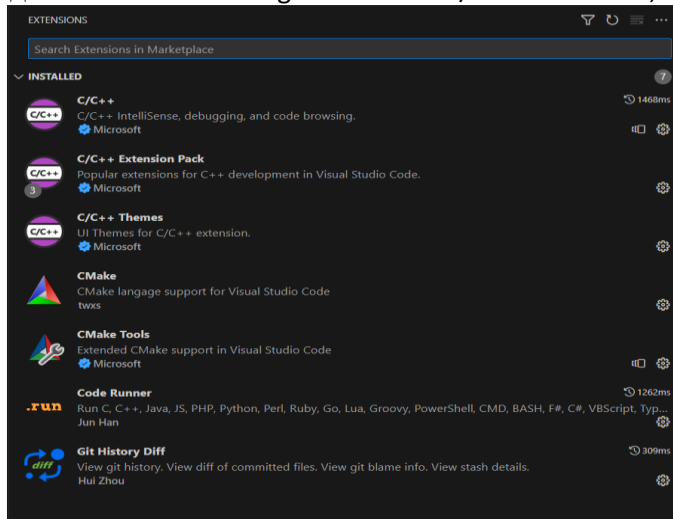 EXTENSIONS
Search Extensions in Marketplace
INSTALLED 7
C/C++ 1468ms
C/C++ C/C++ IntelliSense, debugging, and code browsing.
Microsoft
C/C++ Extension Pack
C/C++ Popular extensions for C++ development in Visual Studio Code.
3 Microsoft
C/C++ Themes
C/C++ UI Themes for C/C++ extension.
Microsoft
CMake
CMake langage support for Visual Studio Code
twxs
CMake Tools
Extended CMake support in Visual Studio Code
Microsoft
Code Runner 1262ms
.run Run C, C++, Java, JS, PHP, Python, Perl, Ruby, Go, Lua, Groovy, PowerShell, CMD, BASH, F#, C#, VBScript, Typ...
Jun Han
Git History Diff 309ms
diff View git history. View diff of committed files. View git blame info. View stash details.
Hui Zhou